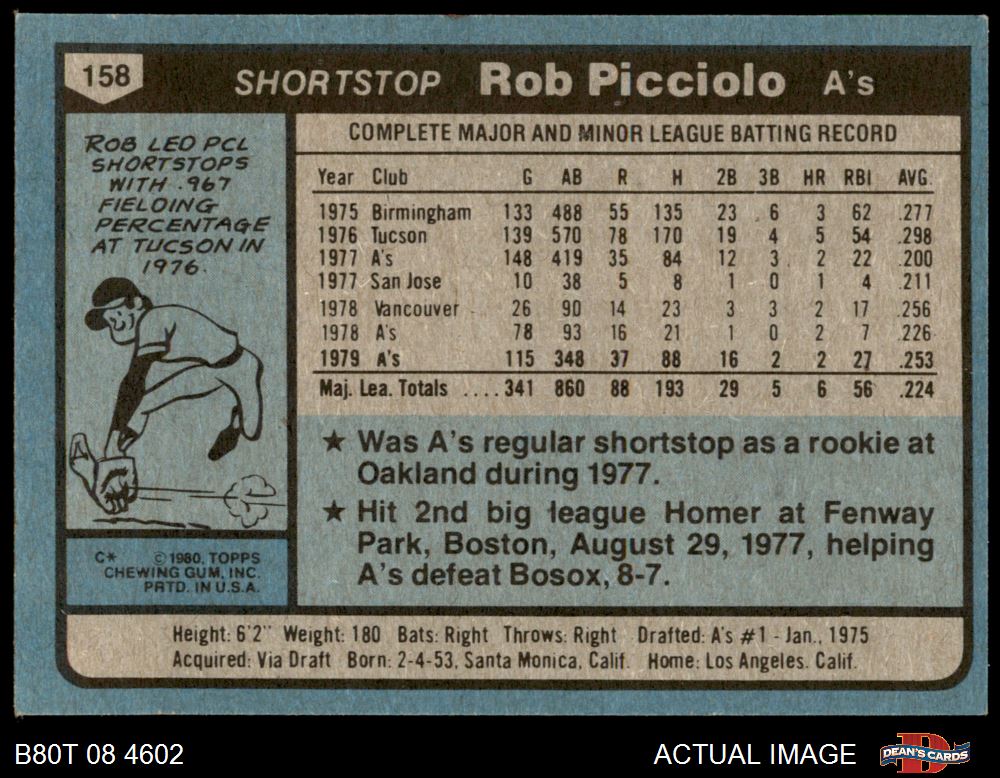 158 SHORTSTOP Rob Picciolo A's
ROB LED PCL
SHORTSTOPS
WITH .967
FIELDING
PERCENTAGE
AT TUCSON IN
1976.
C* © 1980, TOPPS
CHEWING GUM, INC.
PRTD. IN U.S.A.
COMPLETE MAJOR AND MINOR LEAGUE BATTING RECORD
Year Club G AB R H 2B 3B HR RBI AVG.
1975 Birmingham 133 488 55 135 23 6 3 62 .277
1976 Tucson 139 570 78 170 19 4 5 54 .298
1977 A's 148 419 35 84 12 3 2 22 .200
1977 San Jose 10 38 5 8 1 0 1 4 .211
1978 Vancouver 26 90 14 23 3 3 2 17 .256
1978 A's 78 93 16 21 1 0 2 7 .226
1979 A's 115 348 37 88 16 2 2 27 .253
Maj. Lea. Totals ....341 860 88 193 29 5 6 56 .224
★ Was A's regular shortstop as a rookie at
Oakland during 1977.
★ Hit 2nd big league Homer at Fenway
Park, Boston, August 29, 1977, helping
A's defeat Bosox, 8-7.
Height: 6'2" Weight: 180 Bats: Right Throws: Right Drafted: A's #1 - Jan., 1975
Acquired: Via Draft Born: 2-4-53, Santa Monica, Calif. Home: Los Angeles, Calif.
B80T 08 4602 ACTUAL IMAGE DEAN'S CARDS